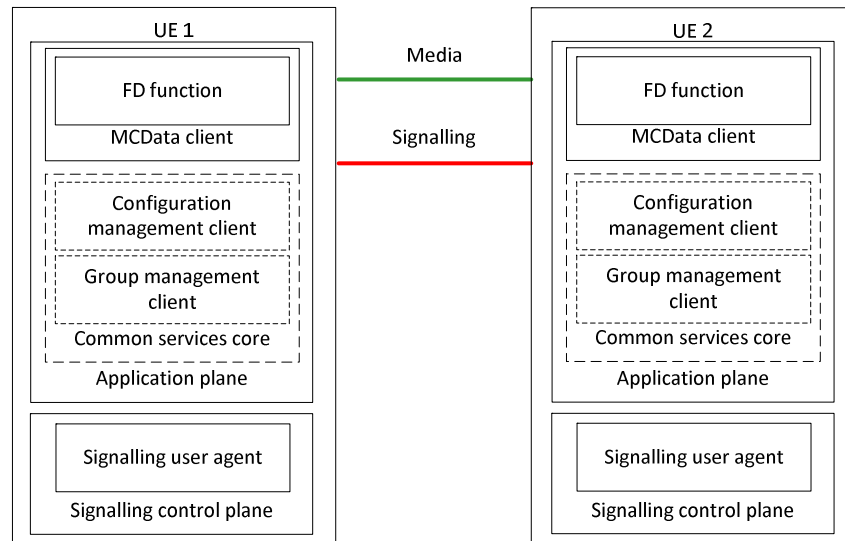 UE 1
FD function
MCData client
Configuration
management client
Group management
client
Common services core
Application plane
Signalling user agent
Signalling control plane
Media
Signalling
UE 2
FD function
MCData client
Configuration
management client
Group management
client
Common services core
Application plane
Signalling user agent
Signalling control plane